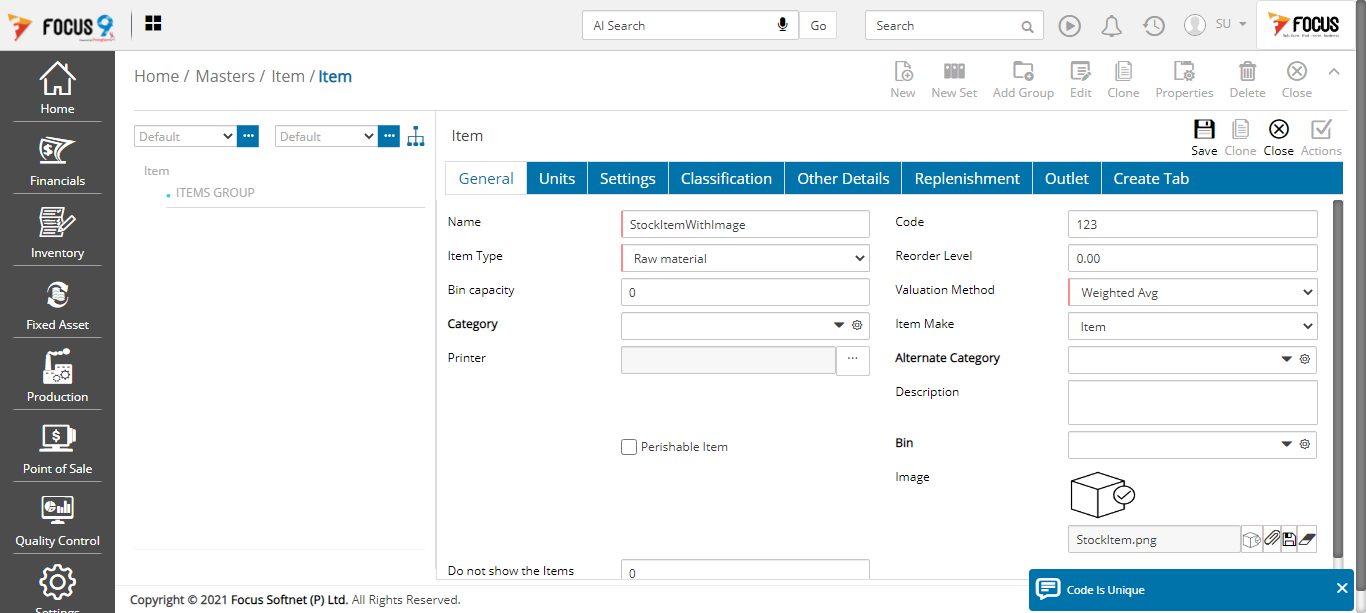 FOCUS 9
AI Search
Go
Search
SU
FOCUS
Home
Financials
Inventory
Fixed Asset
Production
Point of Sale
Quality Control
Settings
Home / Masters / Item / Item
New
New Set
Add Group
Edit
Clone
Properties
Delete
Close
Default
...
Default
...
Item
ITEMS GROUP
Item
Save
Clone
Close
Actions
General
Units
Settings
Classification
Other Details
Replenishment
Outlet
Create Tab
Name
StockItemWithImage
Code
123
Item Type
Raw material
Reorder Level
0.00
Bin capacity
0
Valuation Method
Weighted Avg
Category
Item Make
Item
Printer
...
Alternate Category
Description
Perishable Item
Bin
Image
StockItem.png
Do not show the Items
0
Code Is Unique
Copyright © 2021 Focus Softnet (P) Ltd. All Rights Reserved.